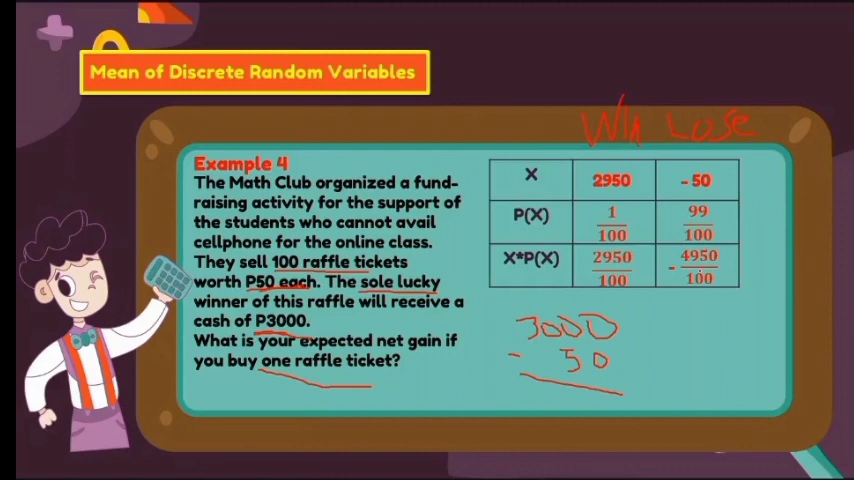 Mean of Discrete Random Variables
Win Lose
Example 4
The Math Club organized a fund-
raising activity for the support of
the students who cannot avail
cellphone for the online class.
They sell 100 raffle tickets
worth P50 each. The sole lucky
winner of this raffle will receive a
cash of P3000.
What is your expected net gain if
you buy one raffle ticket?
X 2950 - 50
P(X) 1/100 99/100
X*P(X) 2950/100 - 4950/100
3000
- 50